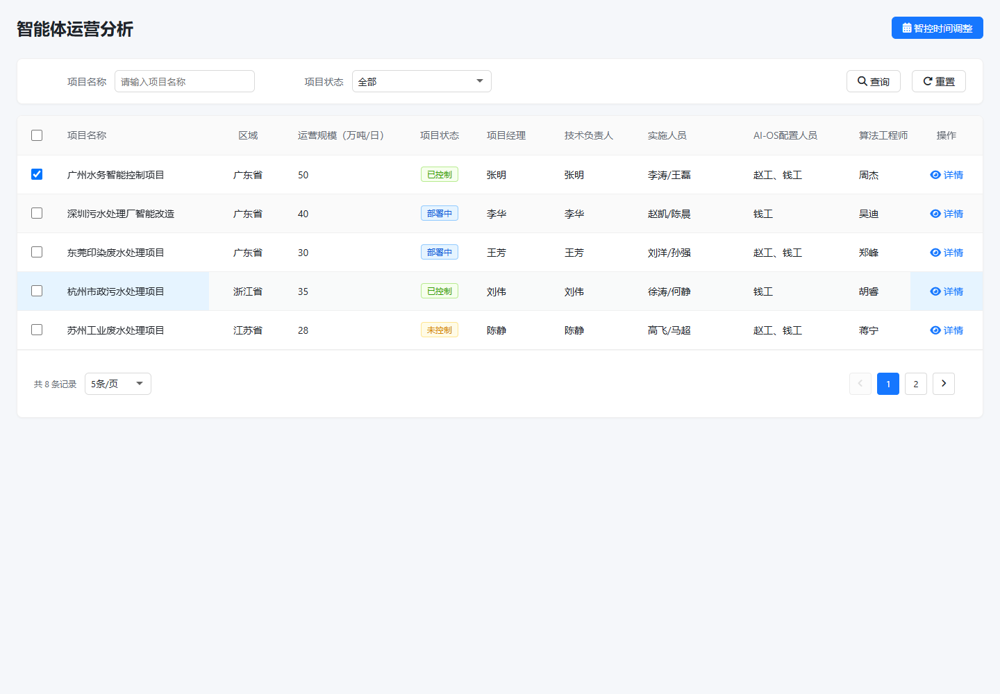 智能体运营分析
智控时间调整
项目名称 请输入项目名称 项目状态 全部 查询 重置
项目名称 区域 运营规模（万吨/日） 项目状态 项目经理 技术负责人 实施人员 AI-OS配置人员 算法工程师 操作
广州水务智能控制项目 广东省 50 已控制 张明 张明 李涛/王磊 赵工、钱工 周杰 详情
深圳污水处理厂智能改造 广东省 40 部署中 李华 李华 赵凯/陈晨 钱工 吴迪 详情
东莞印染废水处理项目 广东省 30 部署中 王芳 王芳 刘洋/孙强 赵工、钱工 郑峰 详情
杭州市政污水处理项目 浙江省 35 已控制 刘伟 刘伟 徐涛/何静 钱工 胡睿 详情
苏州工业废水处理项目 江苏省 28 未控制 陈静 陈静 高飞/马超 赵工、钱工 蒋宁 详情
共 8 条记录 5条/页 1 2